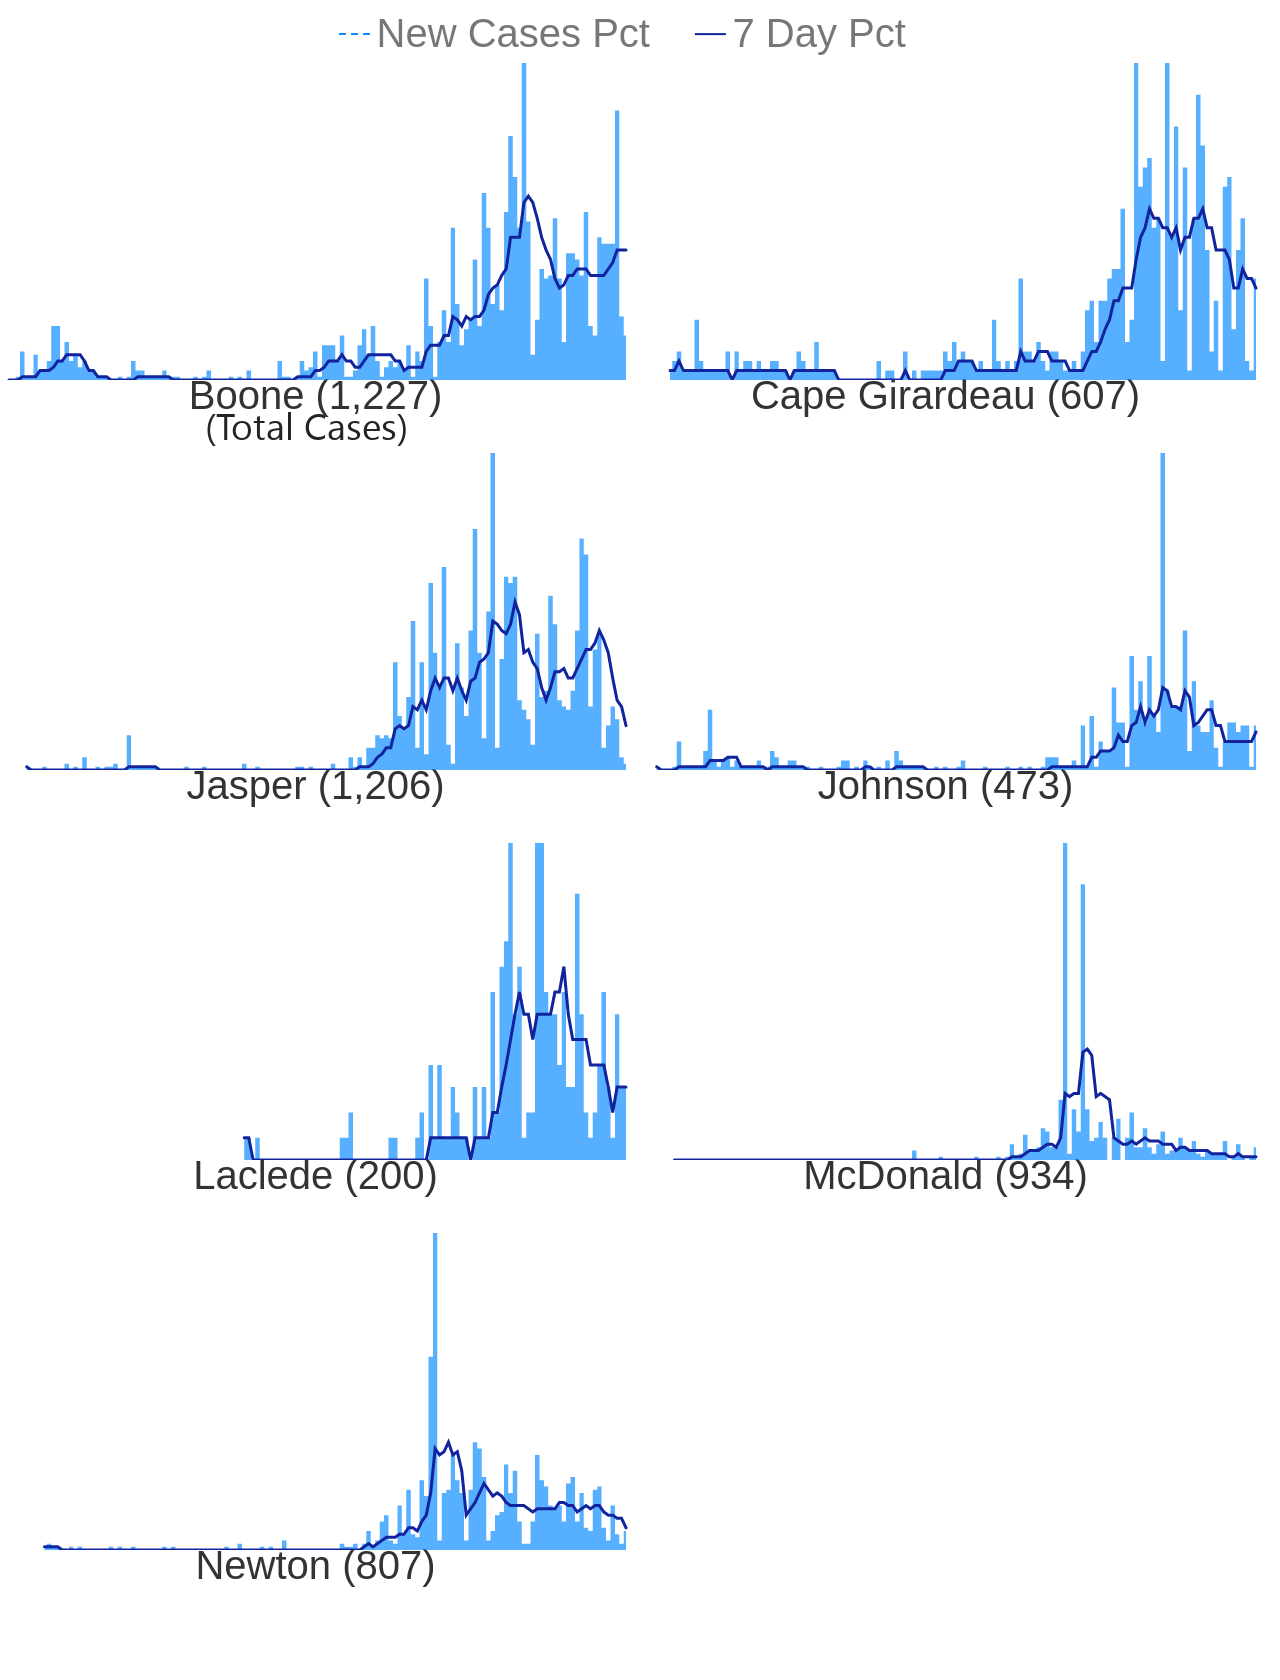 New Cases Pct 7 Day Pct
Boone (1,227)
(Total Cases)
Cape Girardeau (607)
Jasper (1,206)
Johnson (473)
Laclede (200)
McDonald (934)
Newton (807)